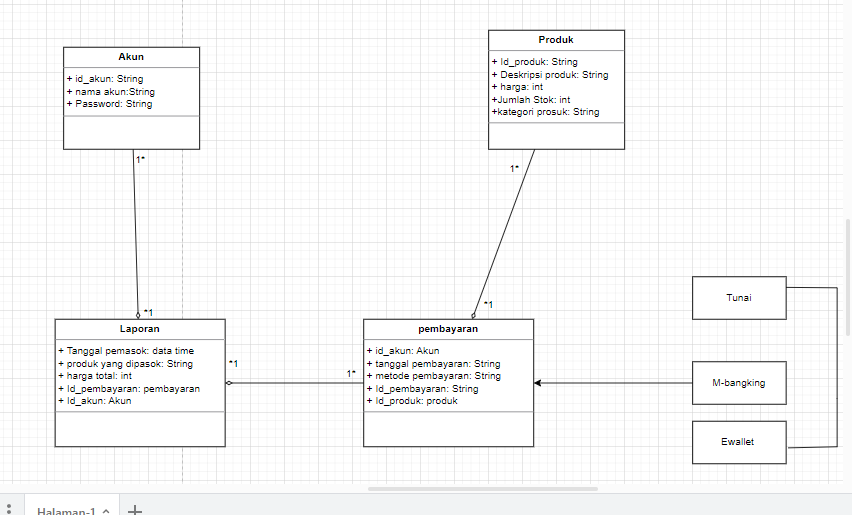 Akun
+ id_akun: String
+ nama akun:String
+ Password: String
1*
*1
Produk
+ Id_produk: String
+ Deskripsi produk: String
+ harga: int
+Jumlah Stok: int
+kategori prosuk: String
1*
*1
Laporan
+ Tanggal pemasok: data time
+ produk yang dipasok: String
+ harga total: int
+ Id_pembayaran: pembayaran
+ Id_akun: Akun
*1
1*
pembayaran
+ id_akun: Akun
+ tanggal pembayaran: String
+ metode pembayaran: String
+ Id_pembayaran: String
+ Id_produk: produk
Tunai
M-bangking
Ewallet
Halaman-1